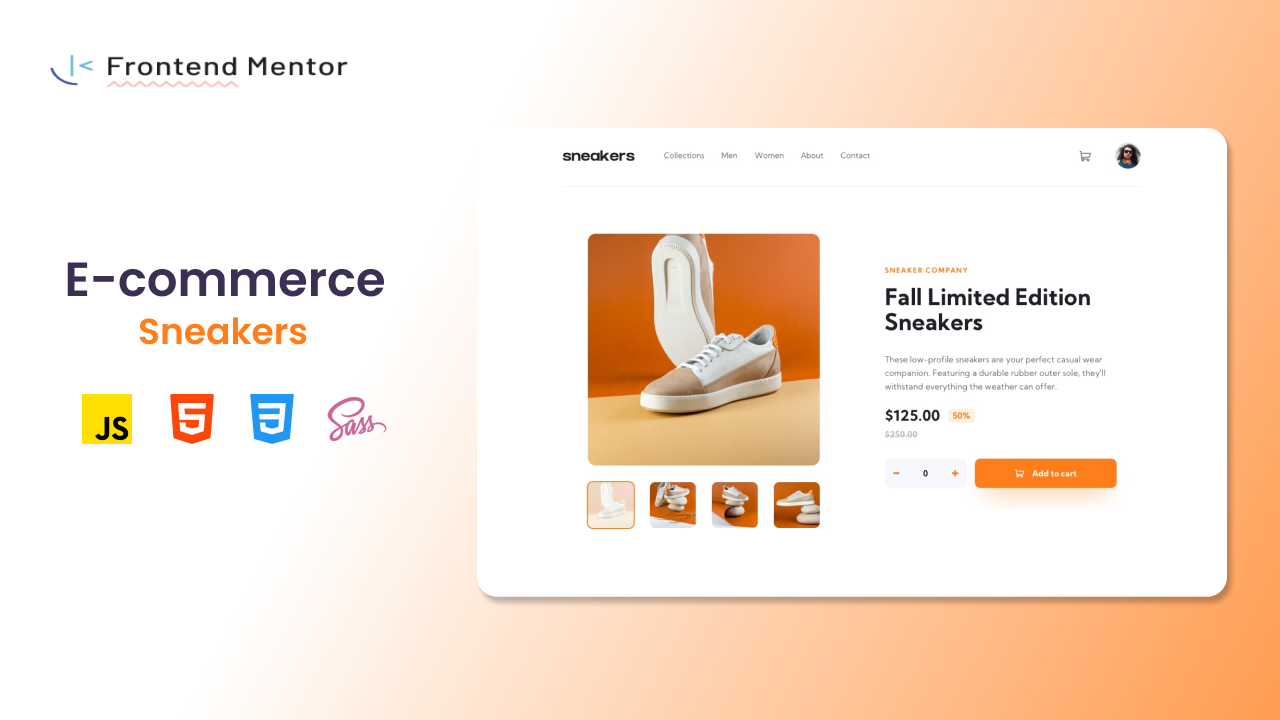 Frontend Mentor
E-commerce
Sneakers
JS
Sass
sneakers
Collections Men Women About Contact
SNEAKER COMPANY
Fall Limited Edition
Sneakers
These low-profile sneakers are your perfect casual wear
companion. Featuring a durable rubber outer sole, they'll
withstand everything the weather can offer.
$125.00 50%
$250.00
− 0 + Add to cart